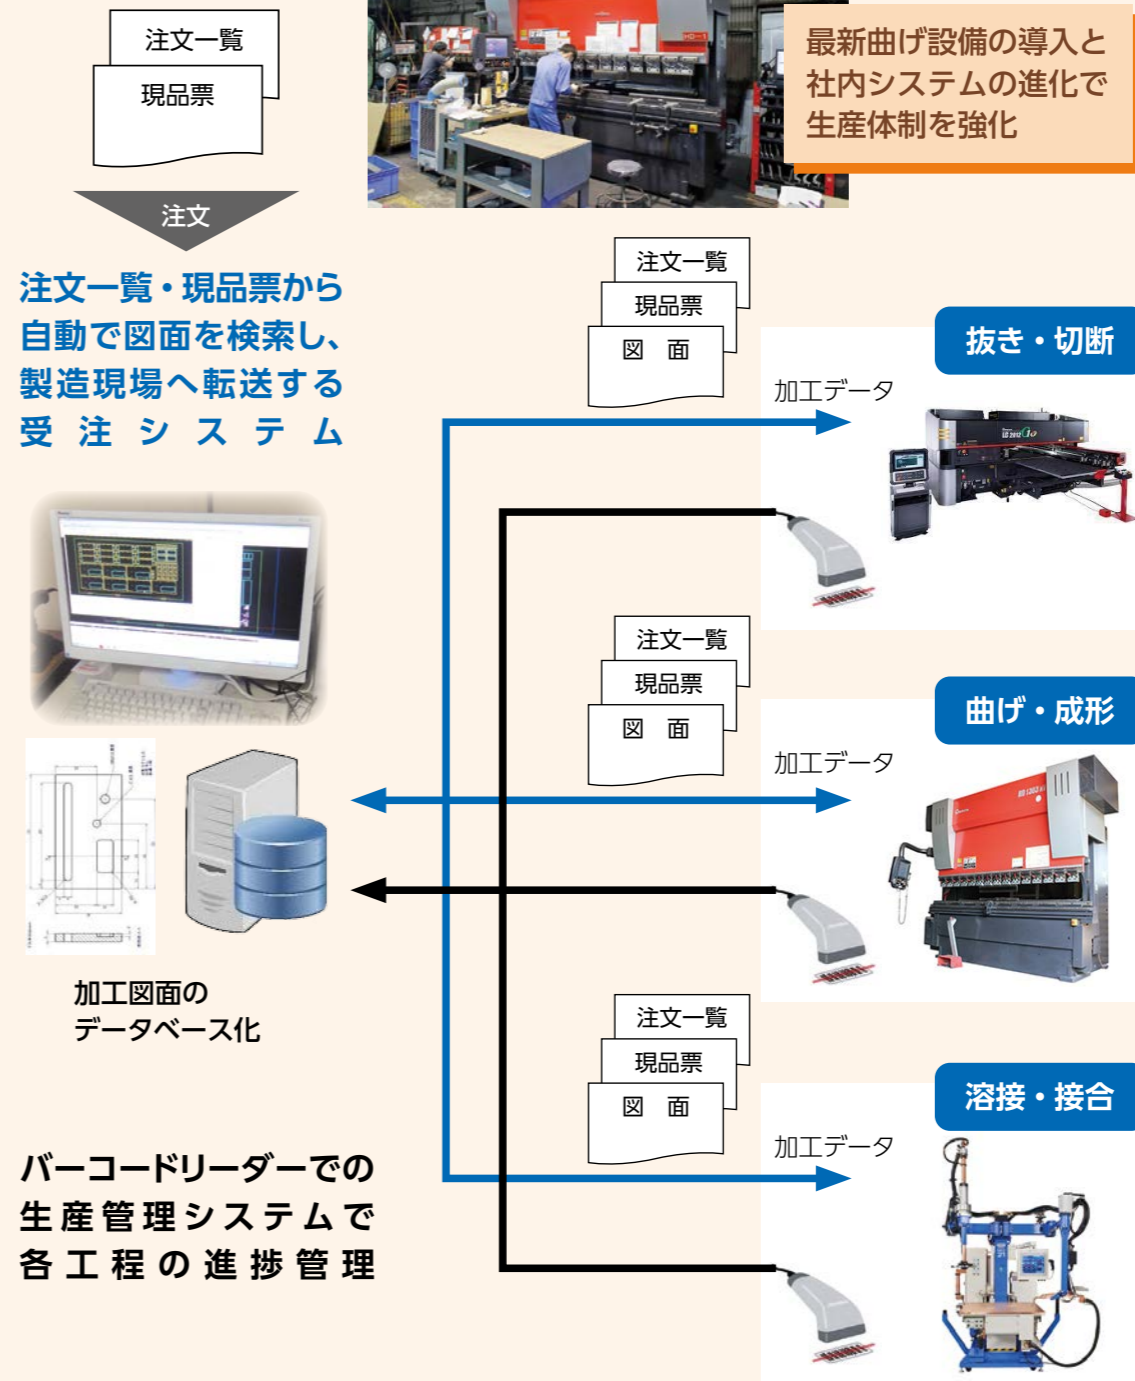 注文一覧
現品票
注文
最新曲げ設備の導入と
社内システムの進化で
生産体制を強化
HD-1
注文一覧・現品票から
自動で図面を検索し、
製造現場へ転送する
受注システム
注文一覧
現品票
図　面
加工データ
抜き・切断
注文一覧
現品票
図　面
加工データ
曲げ・成形
加工図面の
データベース化
注文一覧
現品票
図　面
加工データ
溶接・接合
バーコードリーダーでの
生産管理システムで
各工程の進捗管理